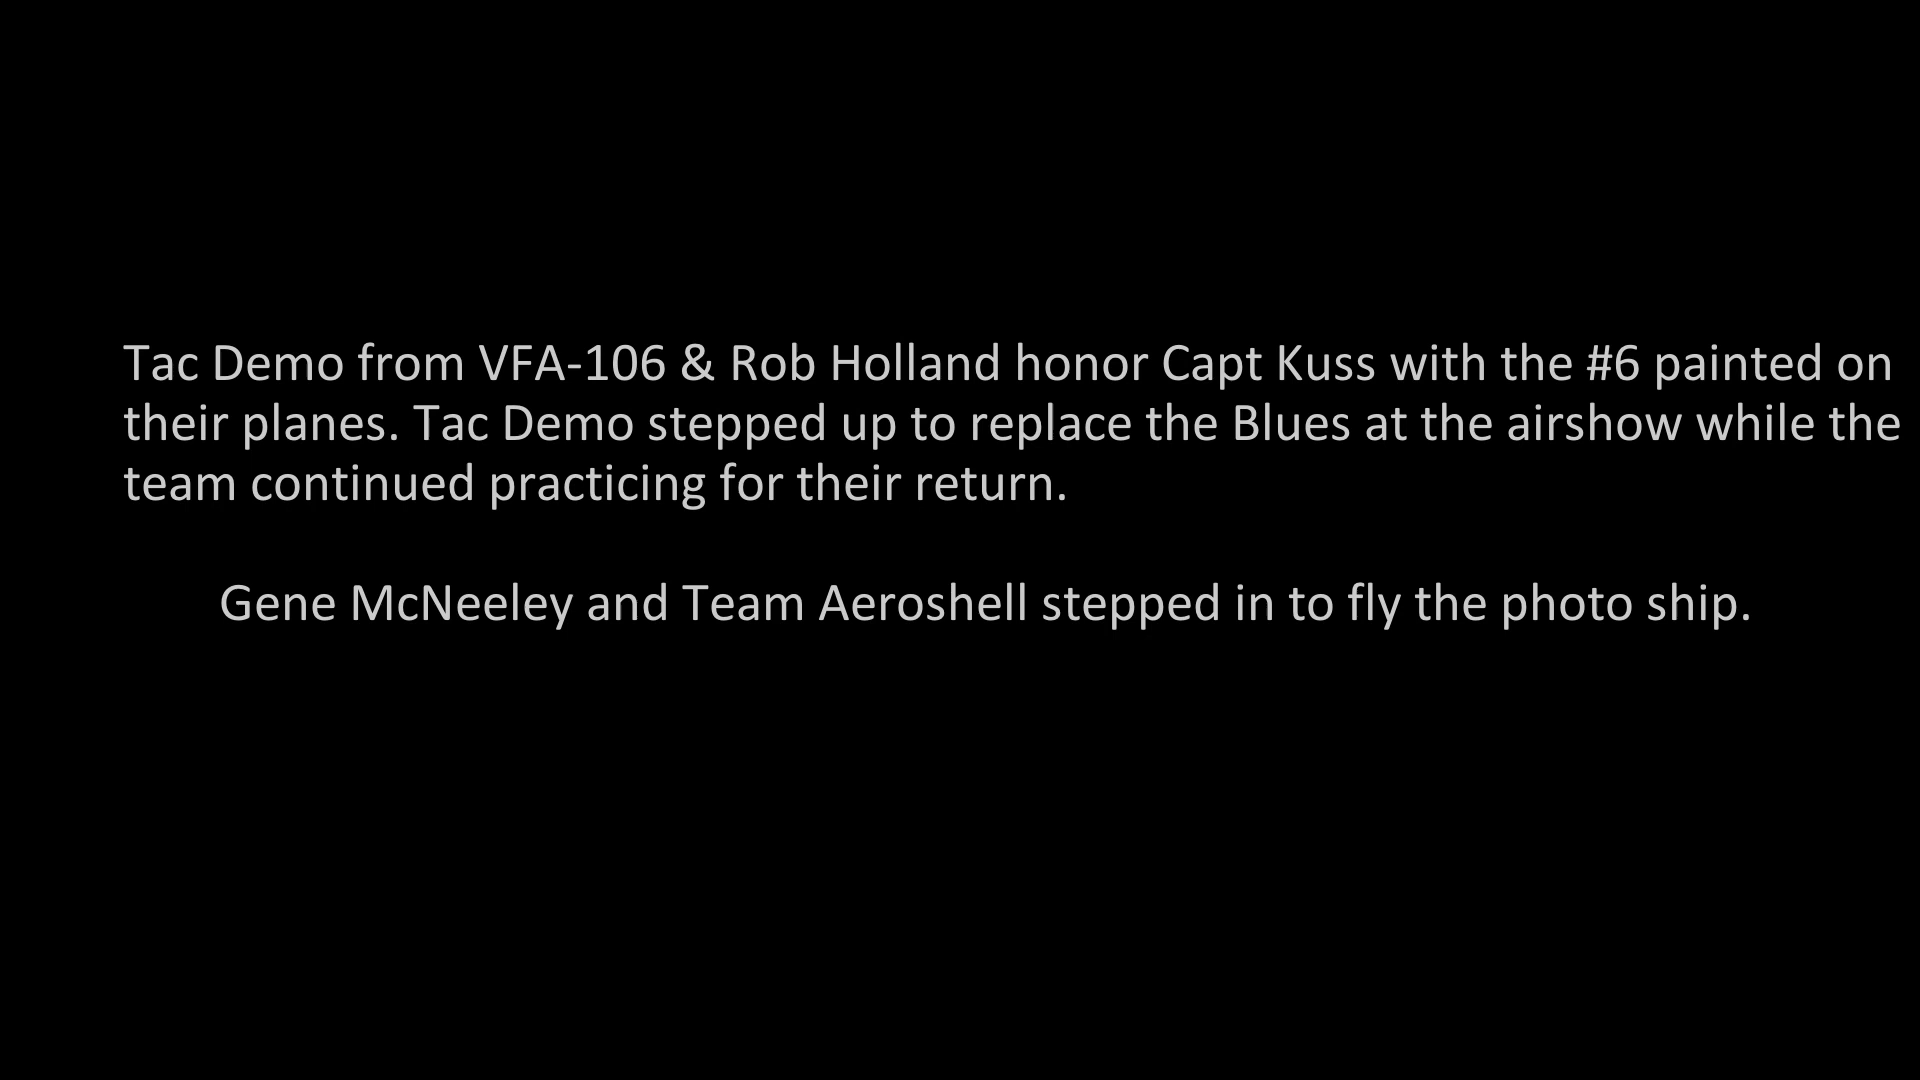 Tac Demo from VFA-106 & Rob Holland honor Capt Kuss with the #6 painted on
their planes. Tac Demo stepped up to replace the Blues at the airshow while the
team continued practicing for their return.
Gene McNeeley and Team Aeroshell stepped in to fly the photo ship.